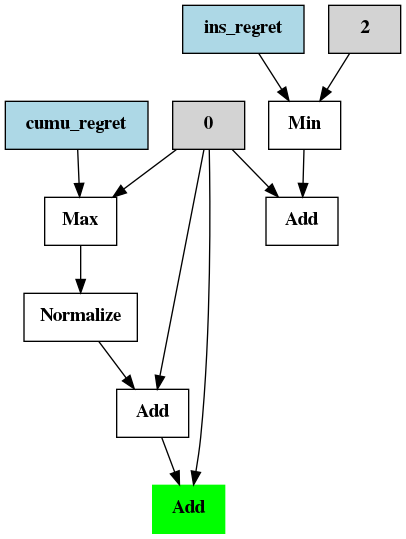 ins_regret
2
cumu_regret
0
Min
Max
Add
Normalize
Add
Add